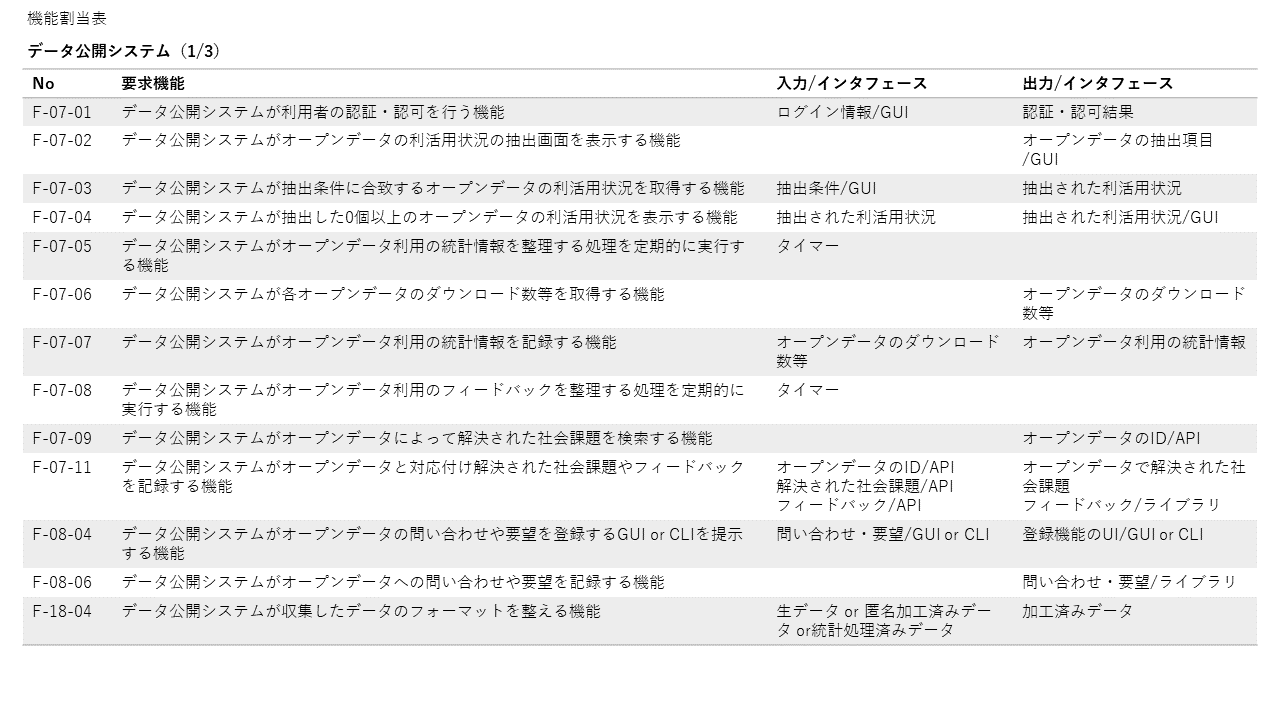 機能割当表
データ公開システム（1/3）
No 要求機能 入力/インタフェース 出力/インタフェース
F-07-01 データ公開システムが利用者の認証・認可を行う機能 ログイン情報/GUI 認証・認可結果
F-07-02 データ公開システムがオープンデータの利活用状況の抽出画面を表示する機能 オープンデータの抽出項目
/GUI
F-07-03 データ公開システムが抽出条件に合致するオープンデータの利活用状況を取得する機能 抽出条件/GUI 抽出された利活用状況
F-07-04 データ公開システムが抽出した0個以上のオープンデータの利活用状況を表示する機能 抽出された利活用状況 抽出された利活用状況/GUI
F-07-05 データ公開システムがオープンデータ利用の統計情報を整理する処理を定期的に実行す タイマー
る機能
F-07-06 データ公開システムが各オープンデータのダウンロード数等を取得する機能 オープンデータのダウンロード
数等
F-07-07 データ公開システムがオープンデータ利用の統計情報を記録する機能 オープンデータのダウンロード オープンデータ利用の統計情報
数等
F-07-08 データ公開システムがオープンデータ利用のフィードバックを整理する処理を定期的に タイマー
実行する機能
F-07-09 データ公開システムがオープンデータによって解決された社会課題を検索する機能 オープンデータのID/API
F-07-11 データ公開システムがオープンデータと対応付け解決された社会課題やフィードバック オープンデータのID/API オープンデータで解決された社
を記録する機能 解決された社会課題/API 会課題
フィードバック/API フィードバック/ライブラリ
F-08-04 データ公開システムがオープンデータの問い合わせや要望を登録するGUI or CLIを提示 問い合わせ・要望/GUI or CLI 登録機能のUI/GUI or CLI
する機能
F-08-06 データ公開システムがオープンデータへの問い合わせや要望を記録する機能 問い合わせ・要望/ライブラリ
F-18-04 データ公開システムが収集したデータのフォーマットを整える機能 生データ or 匿名加工済みデー 加工済みデータ
タ or統計処理済みデータ